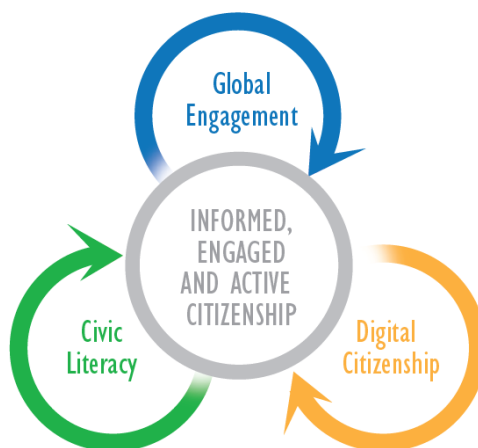 Global
Engagement
INFORMED,
ENGAGED
AND ACTIVE
CITIZENSHIP
Civic
Literacy
Digital
Citizenship